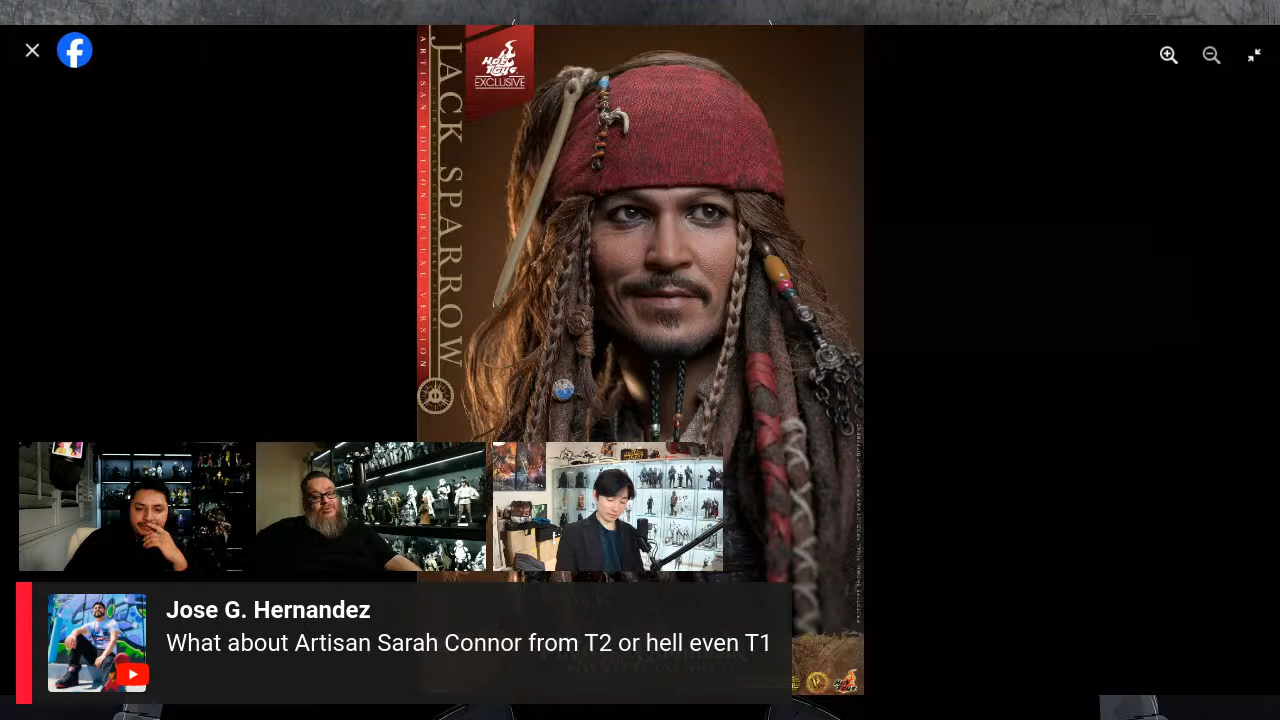 Hot Toys
EXCLUSIVE
JACK SPARROW
ARTISAN EDITION DELUXE VERSION
Jose G. Hernandez
What about Artisan Sarah Connor from T2 or hell even T1